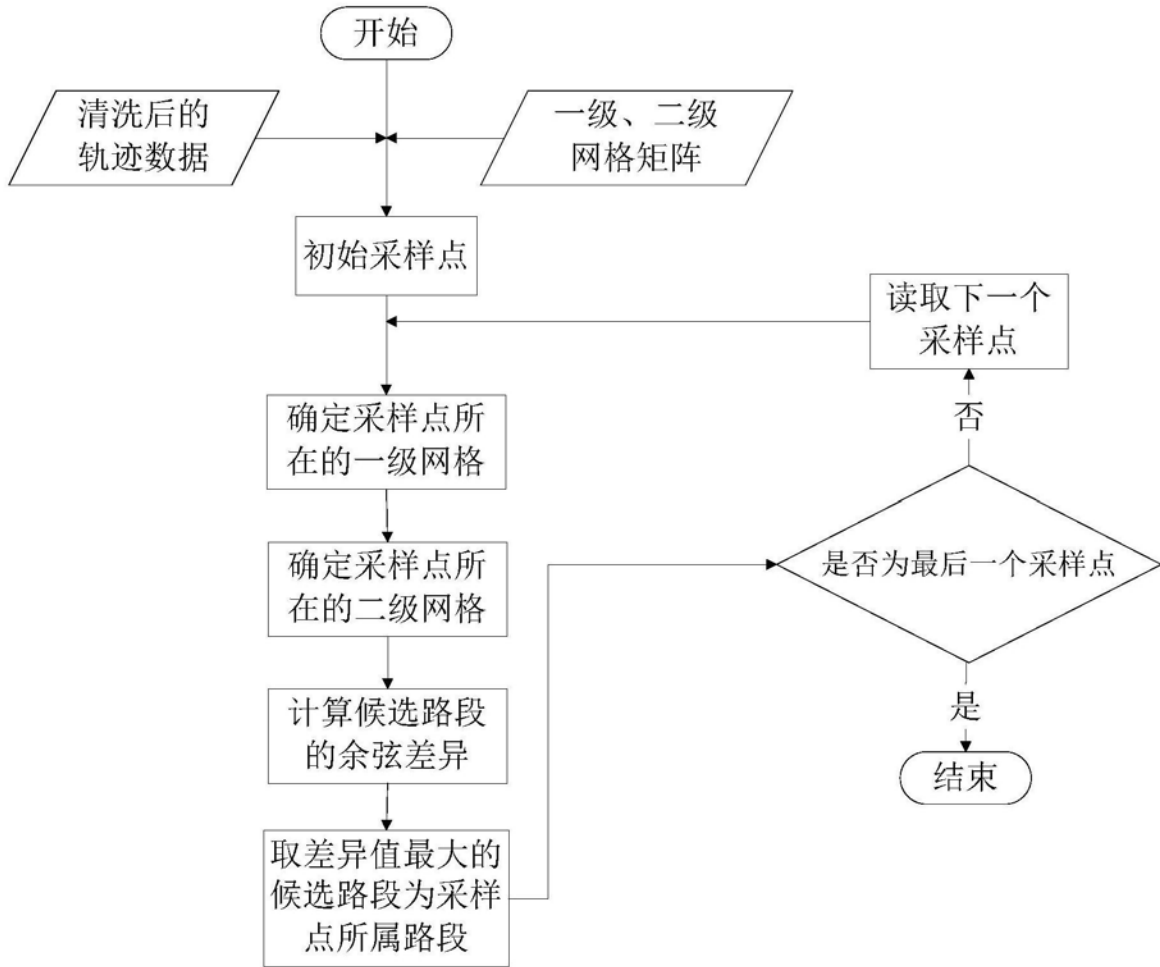 开始
清洗后的
轨迹数据
一级、二级
网格矩阵
初始采样点
读取下一个
采样点
确定采样点所
在的一级网格
否
确定采样点所
在的二级网格
是否为最后一个采样点
计算候选路段
的余弦差异
是
结束
取差异值最大的
候选路段为采样
点所属路段